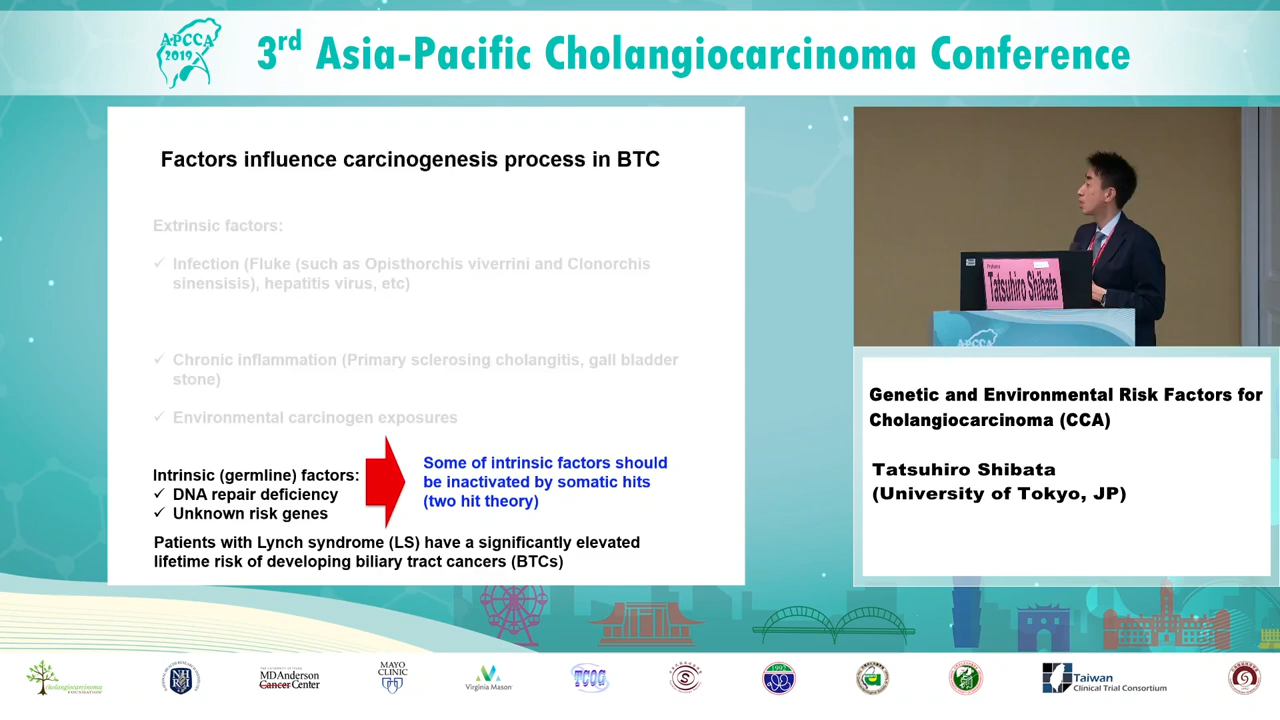 APCCA
2019
3rd Asia-Pacific Cholangiocarcinoma Conference
Factors influence carcinogenesis process in BTC
Extrinsic factors:
✓ Infection (Fluke (such as Opisthorchis viverrini and Clonorchis
sinensisis), hepatitis virus, etc)
✓ Chronic inflammation (Primary sclerosing cholangitis, gall bladder
stone)
✓ Environmental carcinogen exposures
Intrinsic (germline) factors:
✓ DNA repair deficiency
✓ Unknown risk genes
Some of intrinsic factors should
be inactivated by somatic hits
(two hit theory)
Patients with Lynch syndrome (LS) have a significantly elevated
lifetime risk of developing biliary tract cancers (BTCs)
Tatsuhiro Shibata
APCCA
Genetic and Environmental Risk Factors for
Cholangiocarcinoma (CCA)
Tatsuhiro Shibata
(University of Tokyo, JP)
cholangiocarcinoma
FOUNDATION
NHRI
MDAnderson
Cancer Center
MAYO
CLINIC
Virginia Mason
TCOG
Taiwan
Clinical Trial Consortium